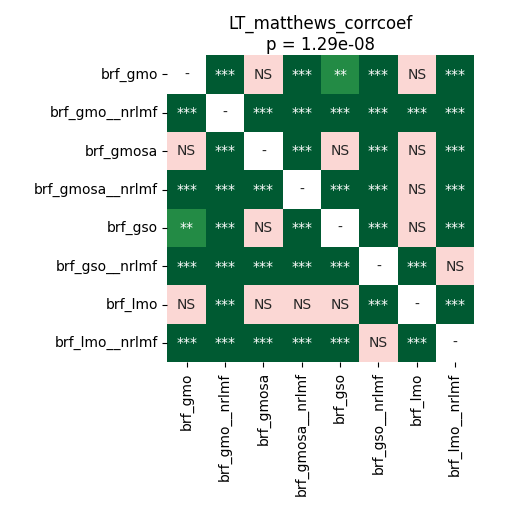 LT_matthews_corrcoef
p = 1.29e-08
brf_gmo - *** NS *** ** *** NS ***
brf_gmo__nrlmf *** - *** *** *** *** *** ***
brf_gmosa NS *** - *** NS *** NS ***
brf_gmosa__nrlmf *** *** *** - *** *** NS ***
brf_gso ** *** NS *** - *** NS ***
brf_gso__nrlmf *** *** *** *** *** - *** NS
brf_lmo NS *** NS NS NS *** - ***
brf_lmo__nrlmf *** *** *** *** *** NS *** -
brf_gmo
brf_gmo__nrlmf
brf_gmosa
brf_gmosa__nrlmf
brf_gso
brf_gso__nrlmf
brf_lmo
brf_lmo__nrlmf